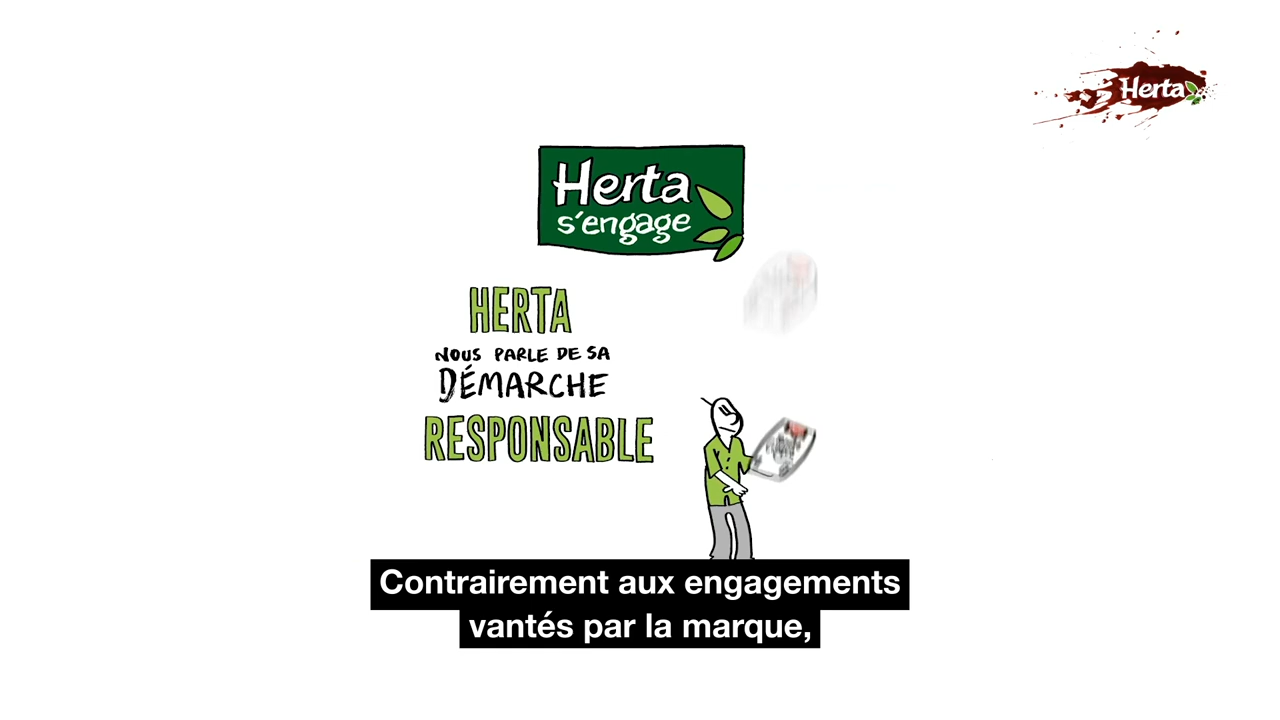 Herta
Herta
s'engage
HERTA
NOUS PARLE DE SA
DÉMARCHE
RESPONSABLE
Contrairement aux engagements
vantés par la marque,